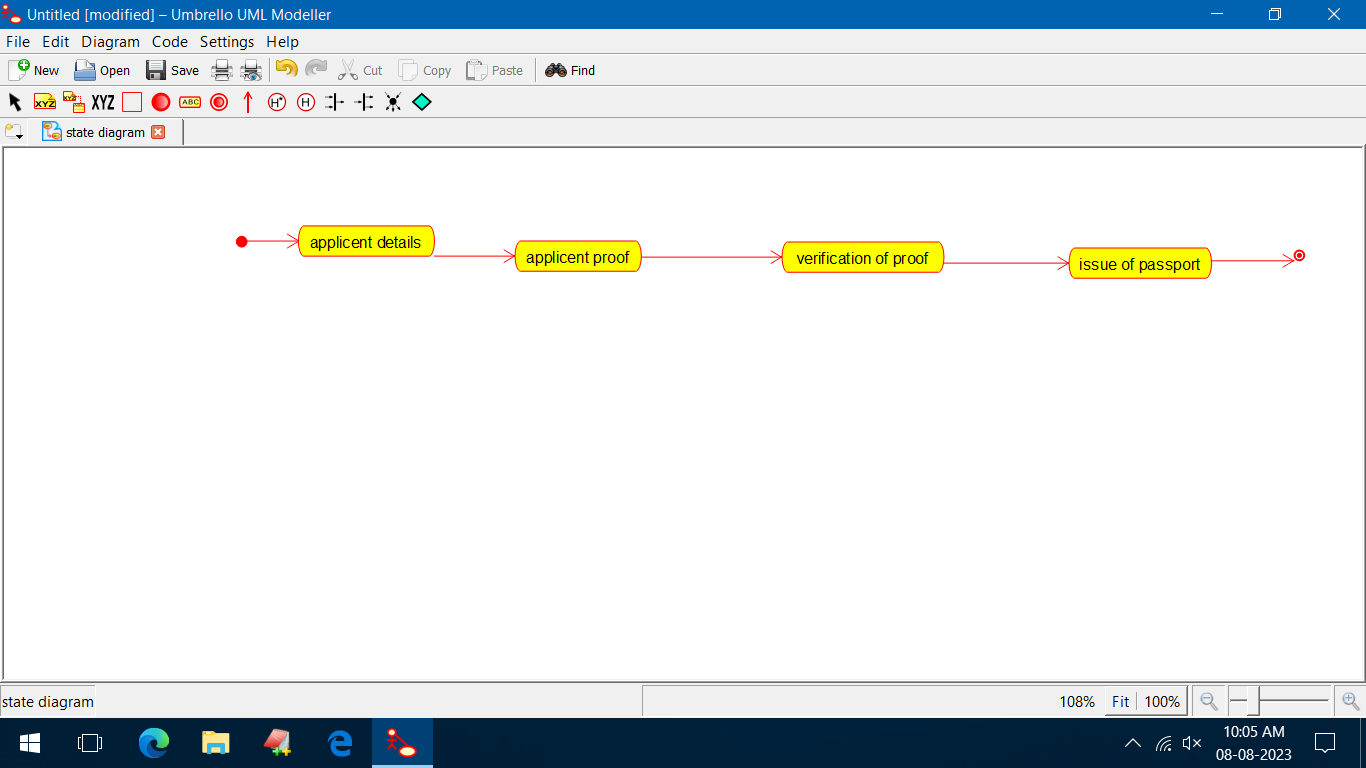 Untitled [modified] – Umbrello UML Modeller
File Edit Diagram Code Settings Help
New Open Save Cut Copy Paste Find
XYZ XYZ XYZ ABC H* H
state diagram
applicent details
applicent proof
verification of proof
issue of passport
state diagram 108% Fit 100%
10:05 AM
08-08-2023